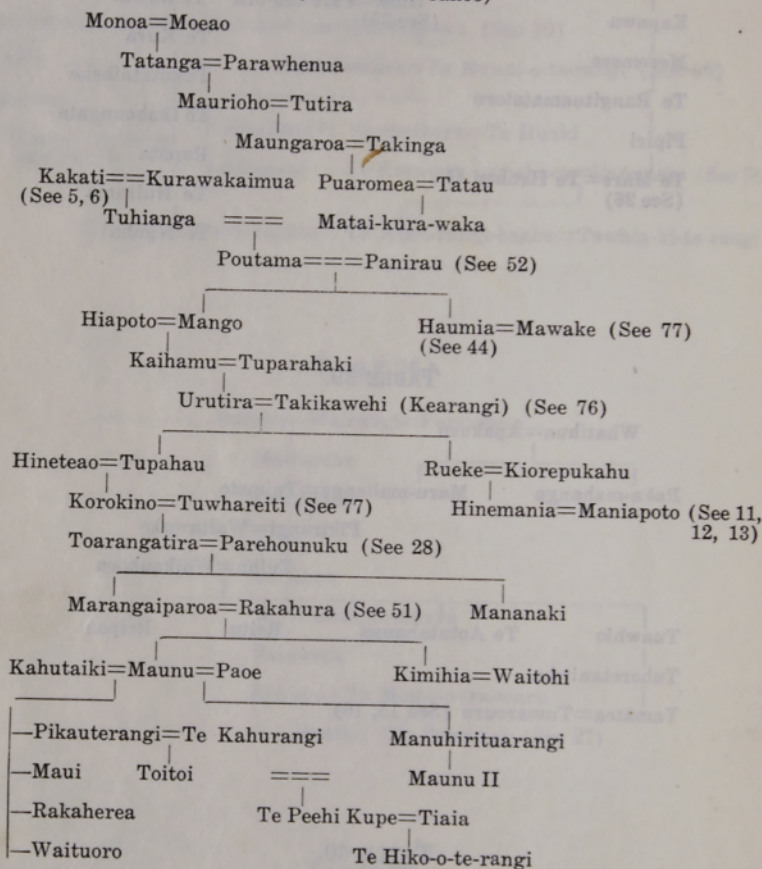 Monoa=Moeao
Tatanga=Parawhenua
Maurioho=Tutira
Maungaroa=Takinga
Kakati==Kurawakaimua Puaromea=Tatau
(See 5, 6)
Tuhianga === Matai-kura-waka
Poutama===Panirau (See 52)
Hiapoto=Mango Haumia=Mawake (See 77)
(See 44)
Kaihamu=Tuparahaki
Urutira=Takikawehi (Kearangi) (See 76)
Hineteao=Tupahau Rueke=Kiorepukahu
Korokino=Tuwhareiti (See 77) Hinemania=Maniapoto (See 11,
12, 13)
Toarangatira=Parehounuku (See 28)
Marangaiparoa=Rakahura (See 51) Mananaki
Kahutaiki=Maunu=Paoe Kimihia=Waitohi
—Pikauterangi=Te Kahurangi Manuhirituarangi
—Maui Toitoi === Maunu II
—Rakaherea Te Peehi Kupe=Tiaia
—Waituoro Te Hiko-o-te-rangi